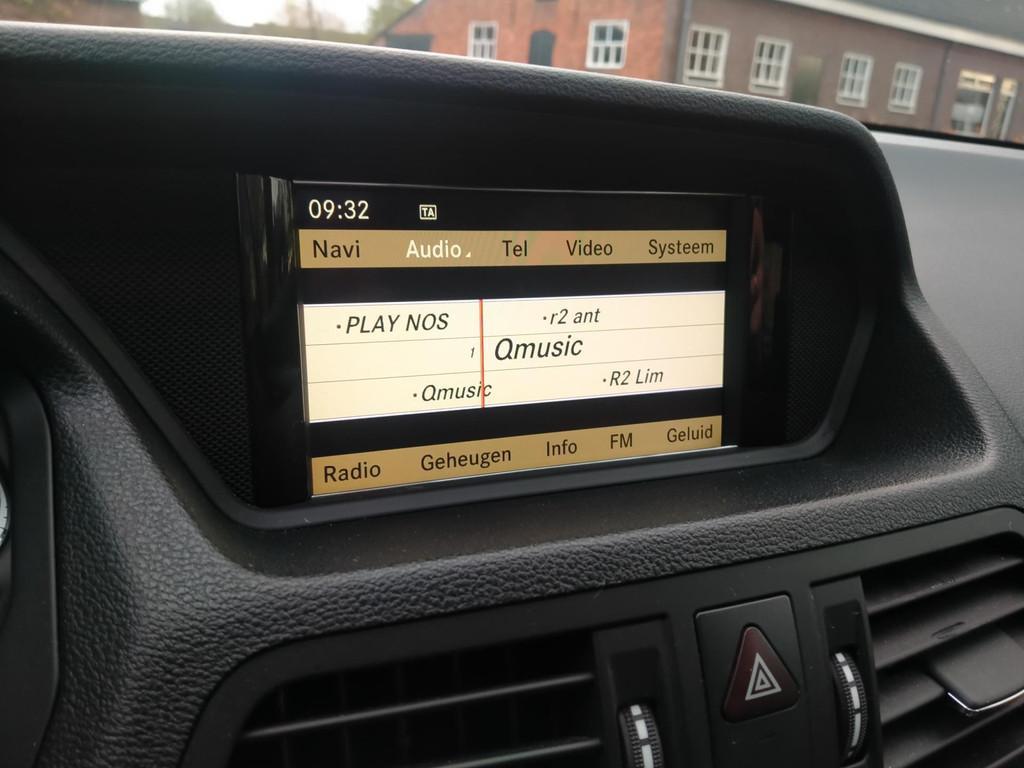 09:32 TA
Navi Audio Tel Video Systeem
·PLAY NOS ·r2 ant
1 Qmusic
·Qmusic ·R2 Lim
Radio Geheugen Info FM Geluid